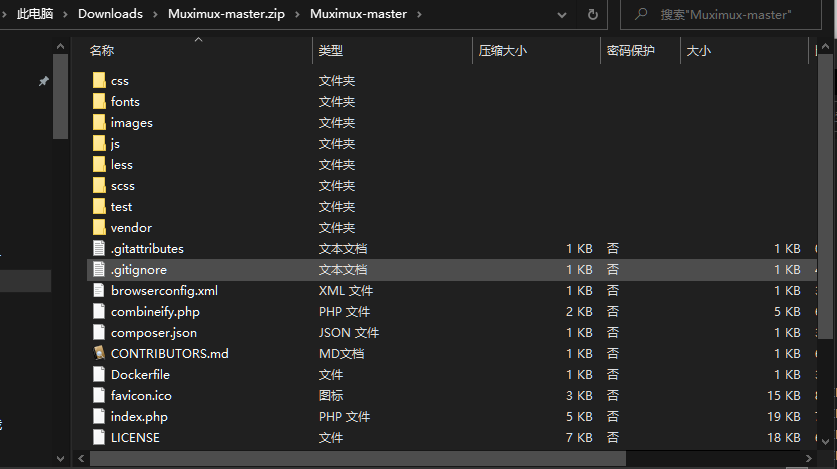 此电脑 Downloads Muximux-master.zip Muximux-master 搜索"Muximux-master"
名称 类型 压缩大小 密码保护 大小
css 文件夹
fonts 文件夹
images 文件夹
js 文件夹
less 文件夹
scss 文件夹
test 文件夹
vendor 文件夹
.gitattributes 文本文档 1 KB 否 1 KB
.gitignore 文本文档 1 KB 否 1 KB
browserconfig.xml XML 文件 1 KB 否 1 KB
combineify.php PHP 文件 2 KB 否 5 KB
composer.json JSON 文件 1 KB 否 1 KB
CONTRIBUTORS.md MD文档 1 KB 否 1 KB
Dockerfile 文件 1 KB 否 1 KB
favicon.ico 图标 3 KB 否 15 KB
index.php PHP 文件 5 KB 否 19 KB
LICENSE 文件 7 KB 否 18 KB